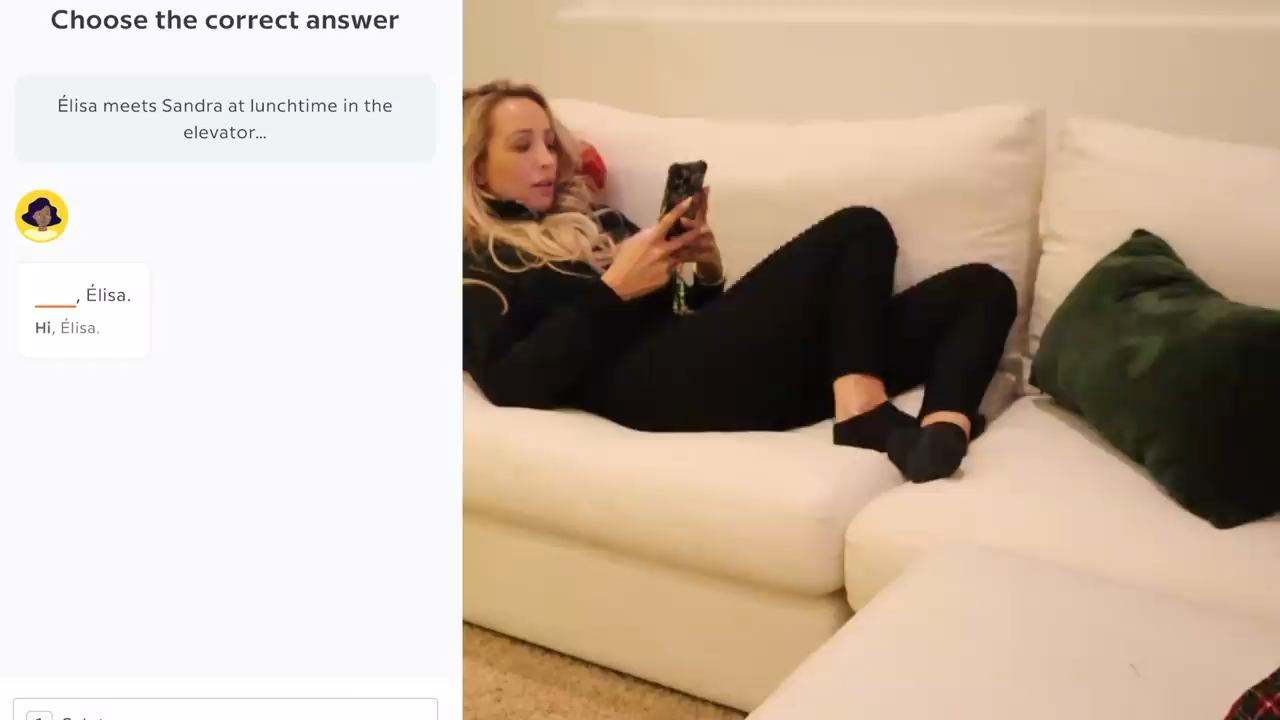 Choose the correct answer
Élisa meets Sandra at lunchtime in the
elevator...
____, Élisa.
Hi, Élisa.